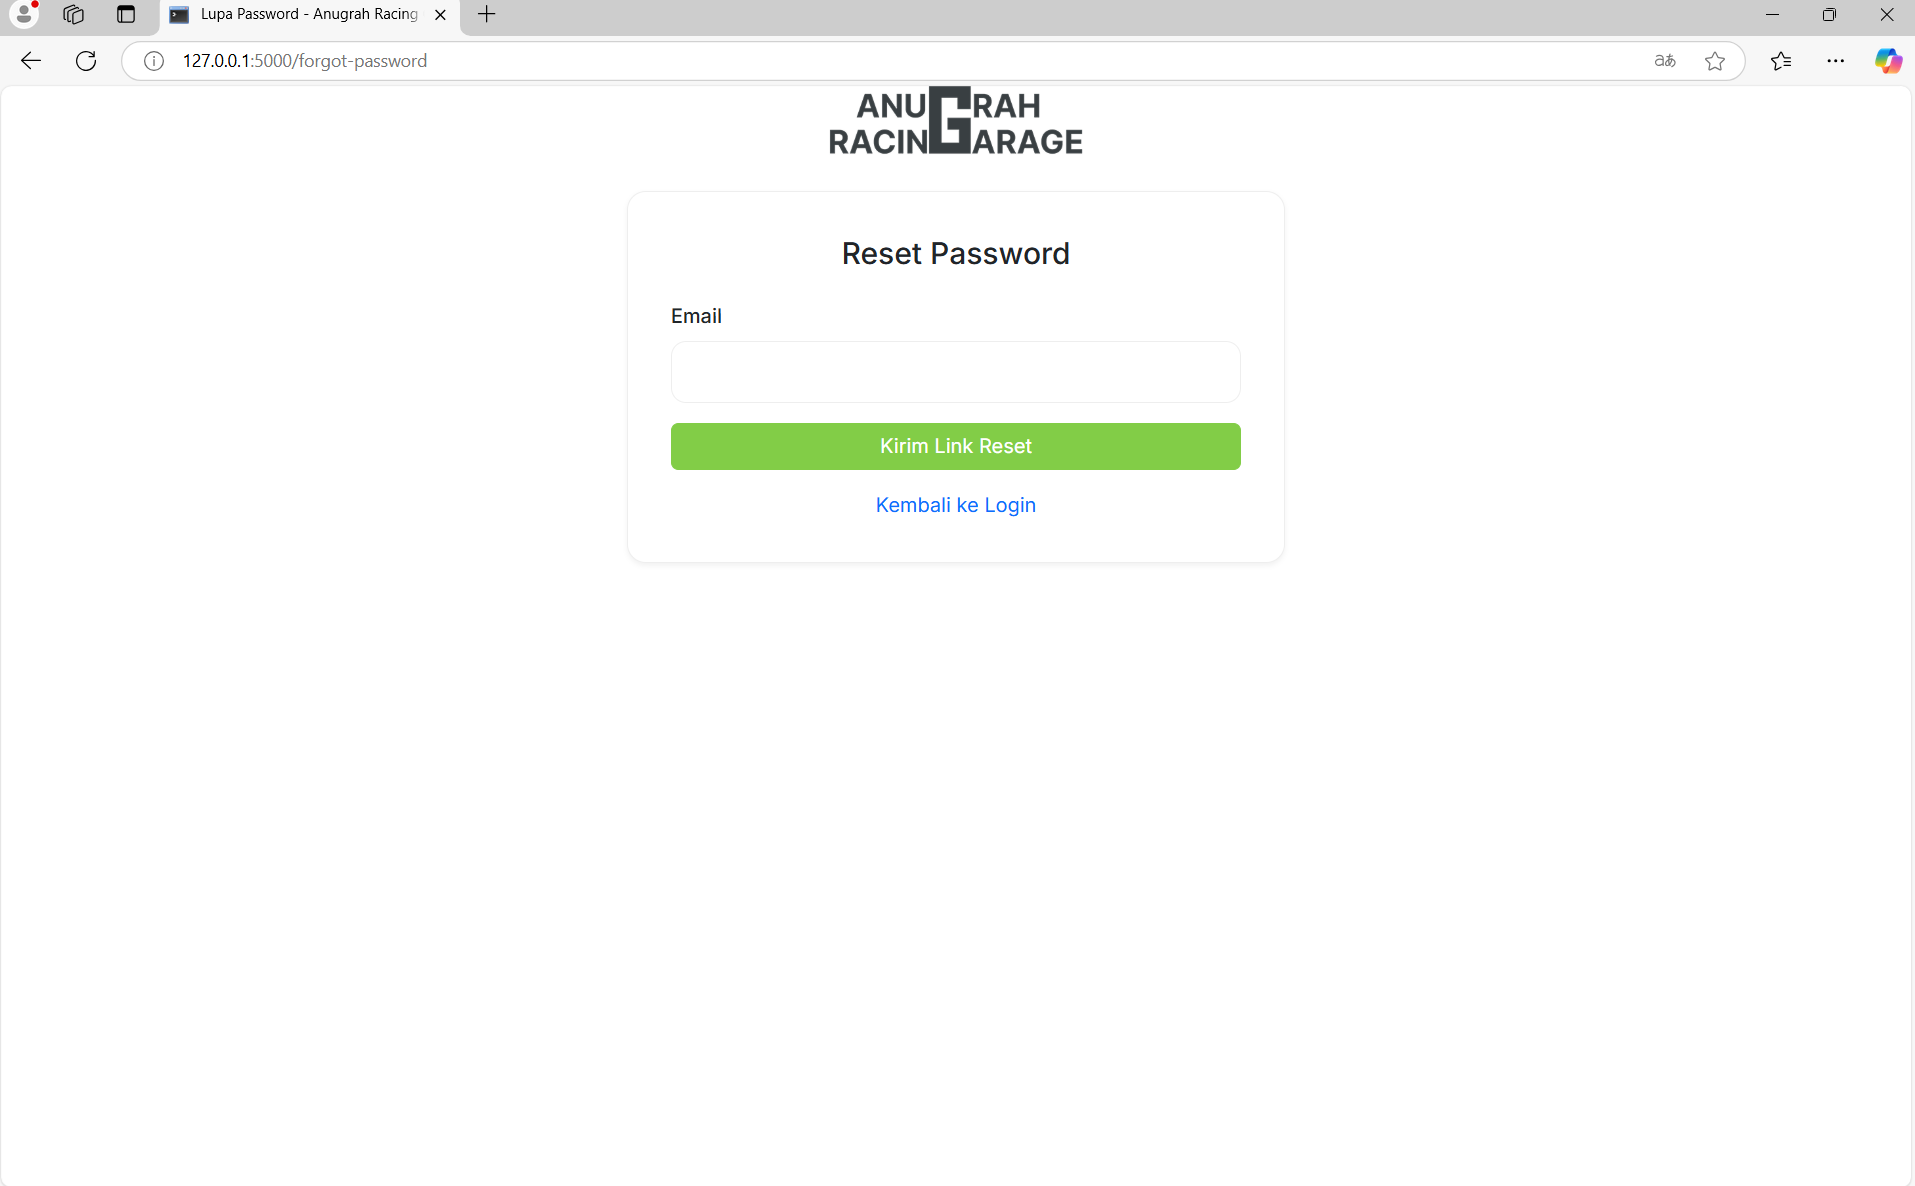 Lupa Password - Anugrah Racing
127.0.0.1:5000/forgot-password
ANUGRAH
RACINGARAGE
Reset Password
Email
Kirim Link Reset
Kembali ke Login